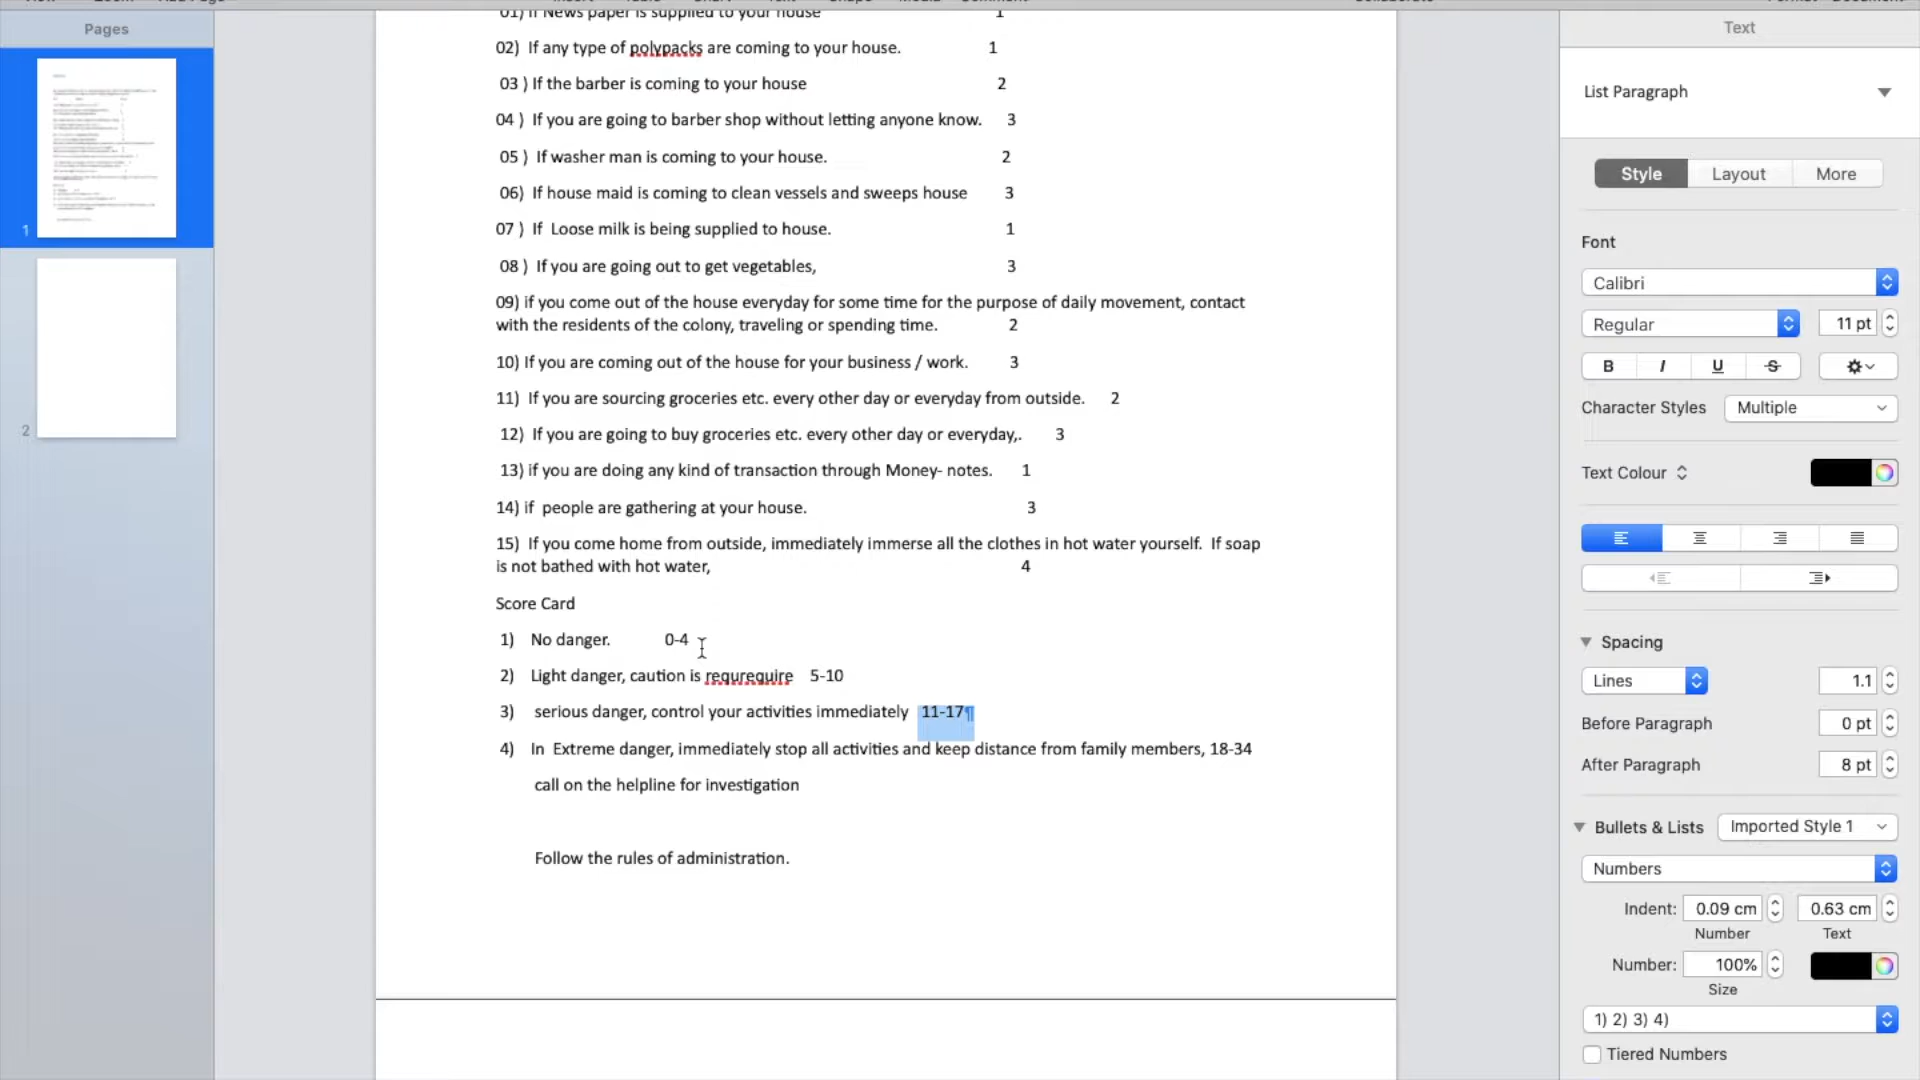 Pages
Text
01) If News paper is supplied to your house 1
02) If any type of polypacks are coming to your house. 1
03 ) If the barber is coming to your house 2
04 ) If you are going to barber shop without letting anyone know. 3
05 ) If washer man is coming to your house. 2
06) If house maid is coming to clean vessels and sweeps house 3
07 ) If Loose milk is being supplied to house. 1
08 ) If you are going out to get vegetables, 3
09) if you come out of the house everyday for some time for the purpose of daily movement, contact
with the residents of the colony, traveling or spending time. 2
10) If you are coming out of the house for your business / work. 3
11) If you are sourcing groceries etc. every other day or everyday from outside. 2
12) If you are going to buy groceries etc. every other day or everyday,. 3
13) if you are doing any kind of transaction through Money- notes. 1
14) if people are gathering at your house. 3
15) If you come home from outside, immediately immerse all the clothes in hot water yourself. If soap
is not bathed with hot water, 4
Score Card
1) No danger. 0-4
2) Light danger, caution is requrequire 5-10
3) serious danger, control your activities immediately 11-17¶
4) In Extreme danger, immediately stop all activities and keep distance from family members, 18-34
call on the helpline for investigation
Follow the rules of administration.
1
2
List Paragraph
Style Layout More
Font
Calibri
Regular 11 pt
B I U S
Character Styles Multiple
Text Colour
Spacing
Lines 1.1
Before Paragraph 0 pt
After Paragraph 8 pt
Bullets & Lists Imported Style 1
Numbers
Indent: 0.09 cm 0.63 cm
Number Text
Number: 100%
Size
1) 2) 3) 4)
Tiered Numbers